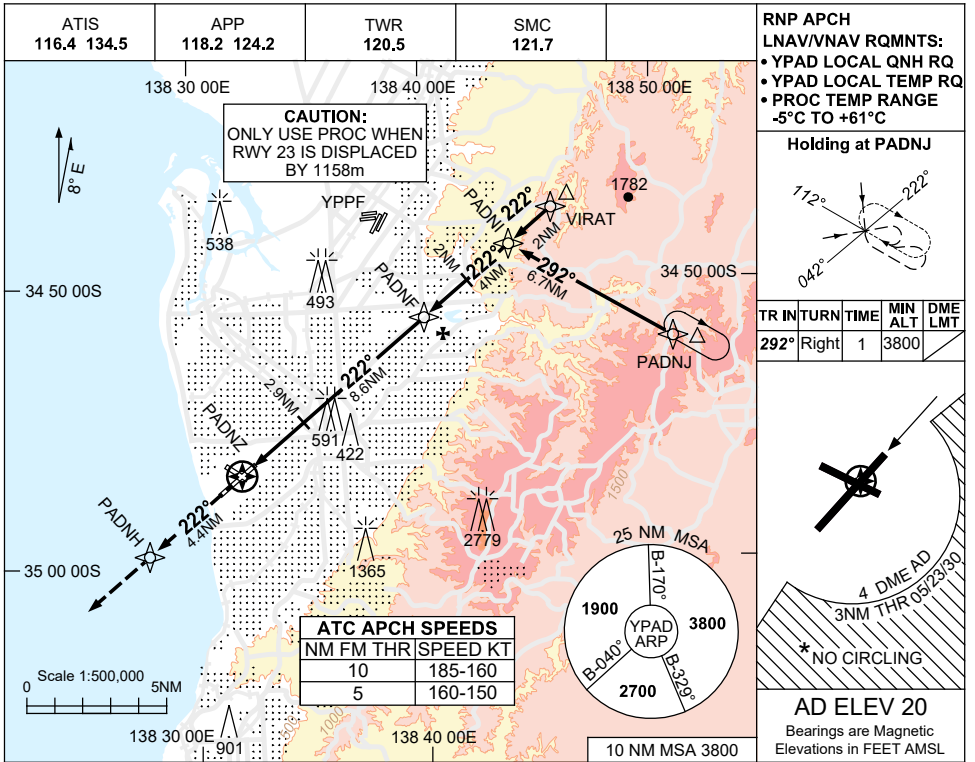 ATIS
116.4 134.5
APP
118.2 124.2
TWR
120.5
SMC
121.7
RNP APCH
LNAV/VNAV RQMNTS:
• YPAD LOCAL QNH RQ
• YPAD LOCAL TEMP RQ
• PROC TEMP RANGE
-5°C TO +61°C
138 30 00E
138 40 00E
138 50 00E
CAUTION:
ONLY USE PROC WHEN
RWY 23 IS DISPLACED
BY 1158m
8° E
538
493
YPPF
PADNI
222°
VIRAT
2NM
1782
Holding at PADNJ
112°
222°
042°
34 50 00S
34 50 00S
PADNF
2NM
222°
4NM
292°
6.7NM
PADNJ
TR IN
TURN
TIME
MIN
ALT
DME
LMT
292°
Right
1
3800
222°
8.6NM
2.9NM
591
422
PADNZ
PADNH
222°
4.4NM
2779
1365
1500
35 00 00S
25 NM MSA
B-170°
1900
3800
YPAD
ARP
B-040°
B-329°
2700
ATC APCH SPEEDS
NM FM THR
SPEED KT
10
185-160
5
160-150
Scale 1:500,000
0
5NM
500
1000
138 30 00E
138 40 00E
901
10 NM MSA 3800
4 DME AD
3NM THR 05/23/30
* NO CIRCLING
AD ELEV 20
Bearings are Magnetic
Elevations in FEET AMSL